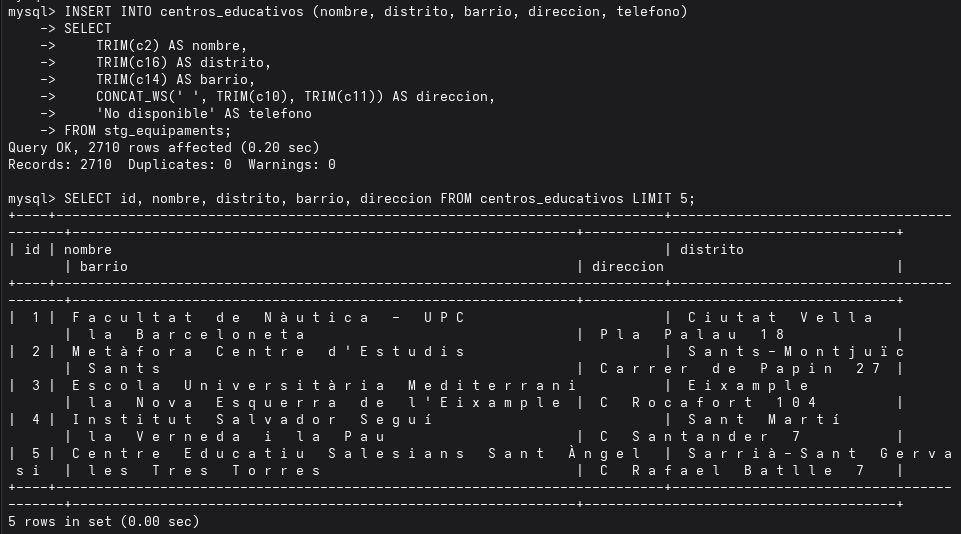 mysql> INSERT INTO centros_educativos (nombre, distrito, barrio, direccion, telefono)
    -> SELECT
    ->     TRIM(c2) AS nombre,
    ->     TRIM(c16) AS distrito,
    ->     TRIM(c14) AS barrio,
    ->     CONCAT_WS(' ', TRIM(c10), TRIM(c11)) AS direccion,
    ->     'No disponible' AS telefono
    -> FROM stg_equipaments;
Query OK, 2710 rows affected (0.20 sec)
Records: 2710  Duplicates: 0  Warnings: 0

mysql> SELECT id, nombre, distrito, barrio, direccion FROM centros_educativos LIMIT 5;
| id | nombre | distrito
| barrio | direccion |
|  1 |  F a c u l t a t   d e   N à u t i c a   -   U P C | C i u t a t   V e l l a
| l a   B a r c e l o n e t a |  P l a   P a l a u   1 8 |
|  2 | M e t à f o r a   C e n t r e   d ' E s t u d i s | S a n t s - M o n t j u ï c
| S a n t s | C a r r e r   d e   P a p i n   2 7 |
|  3 | E s c o l a   U n i v e r s i t à r i a   M e d i t e r r a n i | E i x a m p l e
| l a   N o v a   E s q u e r r a   d e   l ' E i x a m p l e | C   R o c a f o r t   1 0 4 |
|  4 | I n s t i t u t   S a l v a d o r   S e g u í | S a n t   M a r t í
| l a   V e r n e d a   i   l a   P a u | C   S a n t a n d e r   7 |
|  5 | C e n t r e   E d u c a t i u   S a l e s i a n s   S a n t   À n g e l | S a r r i à - S a n t   G e r v a
s i | l e s   T r e s   T o r r e s | C   R a f a e l   B a t l l e   7 |
5 rows in set (0.00 sec)